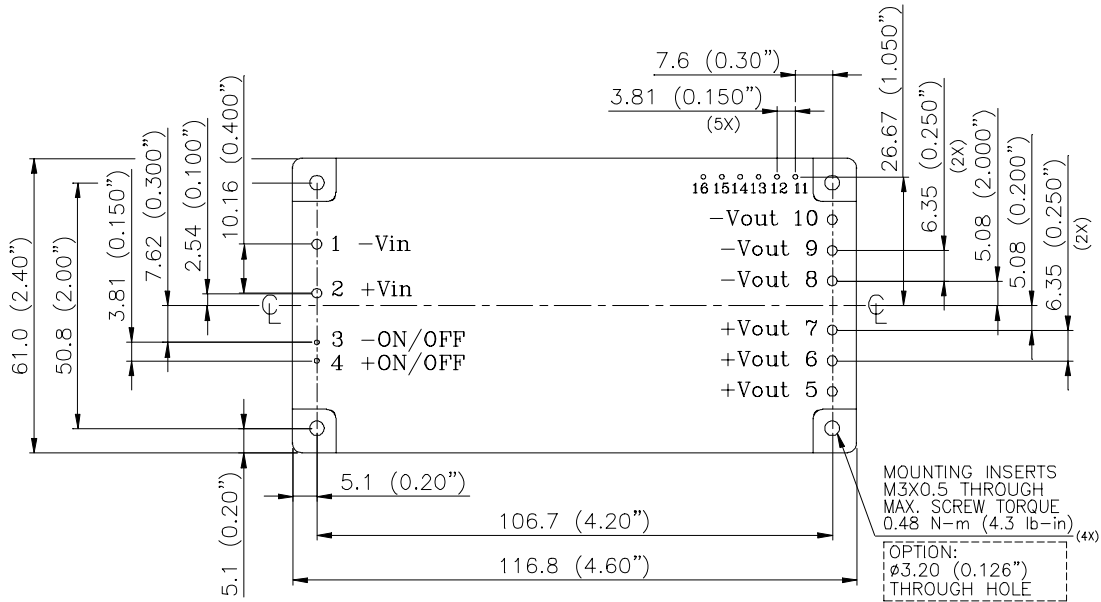 7.6 (0.30”)
3.81 (0.150”)
(5X)
26.67 (1.050”)
6.35 (0.250”)
(2X)
5.08 (2.000”)
5.08 (0.200”)
6.35 (0.250”)
(2X)
61.0 (2.40”)
50.8 (2.00”)
3.81 (0.150”)
7.62 (0.300”)
2.54 (0.100”)
10.16 (0.400”)
16 15 14 13 12 11
1 -Vin
2 +Vin
3 -ON/OFF
4 +ON/OFF
-Vout 10
-Vout 9
-Vout 8
+Vout 7
+Vout 6
+Vout 5
℄
℄
5.1 (0.20”)
5.1 (0.20”)
106.7 (4.20”)
116.8 (4.60”)
MOUNTING INSERTS
M3X0.5 THROUGH
MAX. SCREW TORQUE
0.48 N-m (4.3 lb-in)
(4X)
OPTION:
ø3.20 (0.126”)
THROUGH HOLE